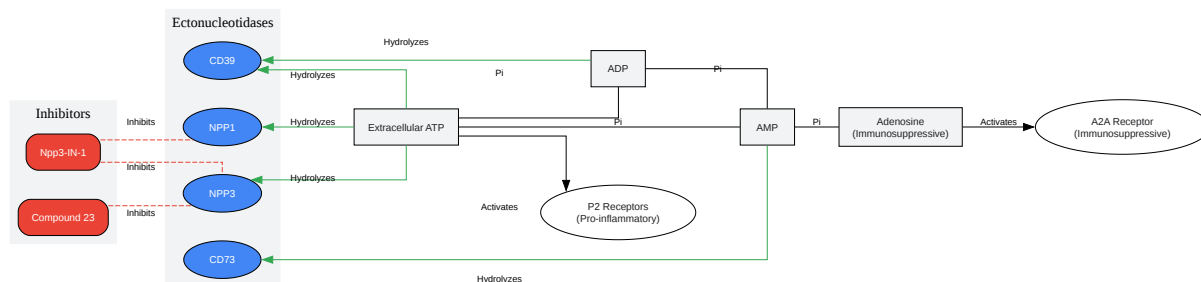 Ectonucleotidases
CD39
Hydrolyzes
Hydrolyzes
Pi
ADP
Pi
Inhibitors
Npp3-IN-1
Inhibits
NPP1
Hydrolyzes
Extracellular ATP
Pi
AMP
Pi
Adenosine
(Immunosuppressive)
Activates
A2A Receptor
(Immunosuppressive)
Inhibits
NPP3
Hydrolyzes
Compound 23
Inhibits
Activates
P2 Receptors
(Pro-inflammatory)
CD73
Hydrolyzes